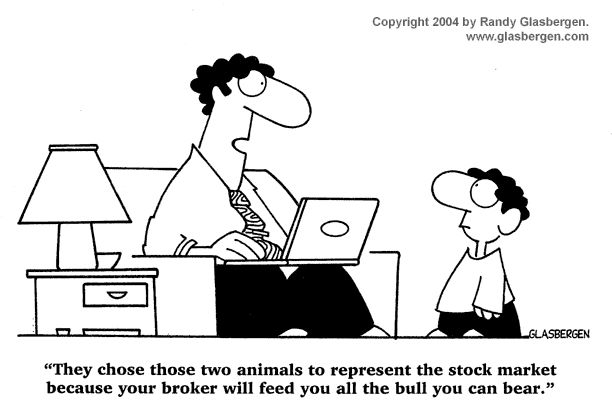 Copyright 2004 by Randy Glasbergen.
www.glasbergen.com
GLASBERGEN
“They chose those two animals to represent the stock market
because your broker will feed you all the bull you can bear.”